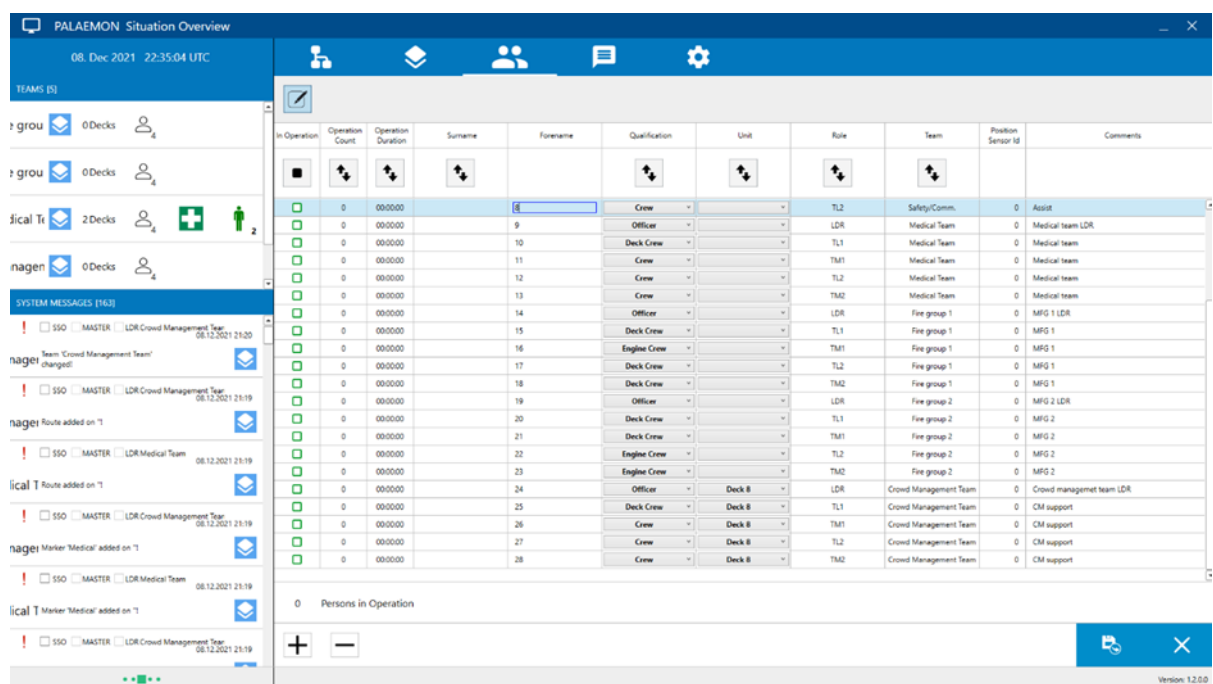 PALAEMON Situation Overview
08. Dec 2021 22:35:04 UTC
TEAMS [5]
e grou 0 Decks 4
e grou 0 Decks 4
dical Te 2 Decks 4 2
nagen 0 Decks 4
SYSTEM MESSAGES [163]
! SSO MASTER LDR Crowd Management Tear
08.12.2021 21:20
nager Team 'Crowd Management Team' changed!
! SSO MASTER LDR Crowd Management Tear
08.12.2021 21:19
nager Route added on ''!
! SSO MASTER LDR Medical Team
08.12.2021 21:19
ical T Route added on ''!
! SSO MASTER LDR Crowd Management Tear
08.12.2021 21:19
nager Marker 'Medical' added on ''!
! SSO MASTER LDR Medical Team
08.12.2021 21:19
lical T Marker 'Medical' added on ''!
! SSO MASTER LDR Crowd Management Tear
08.12.2021 21:19
In Operation Operation Count Operation Duration Surname Forename Qualification Unit Role Team Position Sensor Id Comments
0 00:00:00 8 Crew TL2 Safety/Comm. 0 Assist
0 00:00:00 9 Officer LDR Medical Team 0 Medical team LDR
0 00:00:00 10 Deck Crew TL1 Medical Team 0 Medical team
0 00:00:00 11 Crew TM1 Medical Team 0 Medical team
0 00:00:00 12 Crew TL2 Medical Team 0 Medical team
0 00:00:00 13 Crew TM2 Medical Team 0 Medical team
0 00:00:00 14 Officer LDR Fire group 1 0 MFG 1 LDR
0 00:00:00 15 Deck Crew TL1 Fire group 1 0 MFG 1
0 00:00:00 16 Engine Crew TM1 Fire group 1 0 MFG 1
0 00:00:00 17 Deck Crew TL2 Fire group 1 0 MFG 1
0 00:00:00 18 Deck Crew TM2 Fire group 1 0 MFG 1
0 00:00:00 19 Officer LDR Fire group 2 0 MFG 2 LDR
0 00:00:00 20 Deck Crew TL1 Fire group 2 0 MFG 2
0 00:00:00 21 Deck Crew TM1 Fire group 2 0 MFG 2
0 00:00:00 22 Engine Crew TL2 Fire group 2 0 MFG 2
0 00:00:00 23 Engine Crew TM2 Fire group 2 0 MFG 2
0 00:00:00 24 Officer Deck 8 LDR Crowd Management Team 0 Crowd managemet team LDR
0 00:00:00 25 Deck Crew Deck 8 TL1 Crowd Management Team 0 CM support
0 00:00:00 26 Crew Deck 8 TM1 Crowd Management Team 0 CM support
0 00:00:00 27 Crew Deck 8 TL2 Crowd Management Team 0 CM support
0 00:00:00 28 Crew Deck 8 TM2 Crowd Management Team 0 CM support
0 Persons in Operation
Version: 1.2.0.0